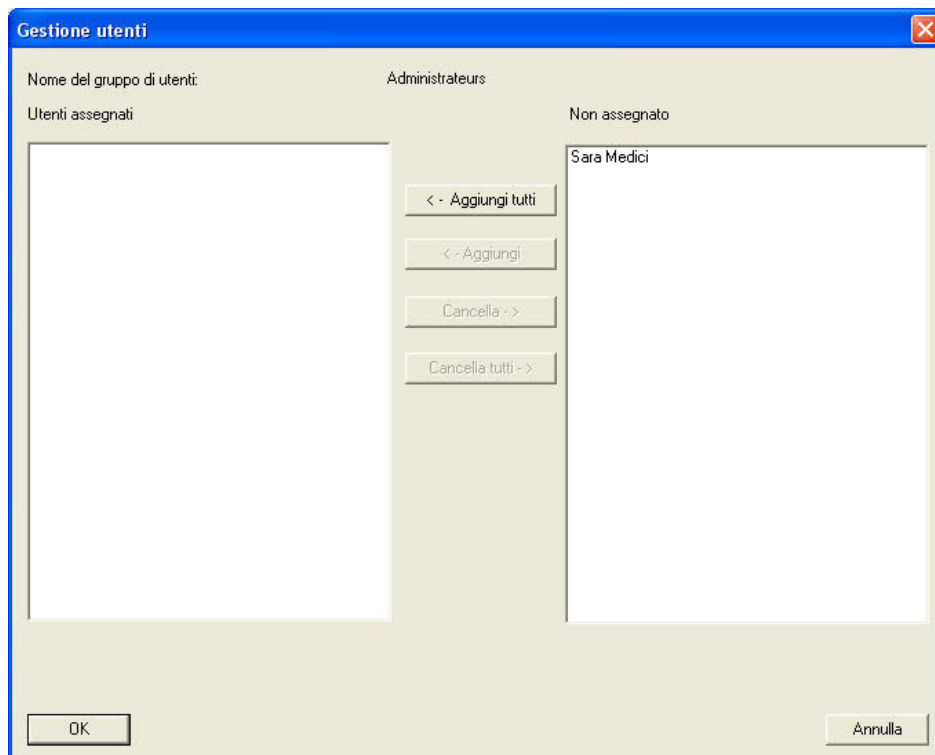 Gestione utenti
Nome del gruppo di utenti: Administrateurs
Utenti assegnati Non assegnato
Sara Medici
< - Aggiungi tutti
< - Aggiungi
Cancella - >
Cancella tutti - >
OK Annulla